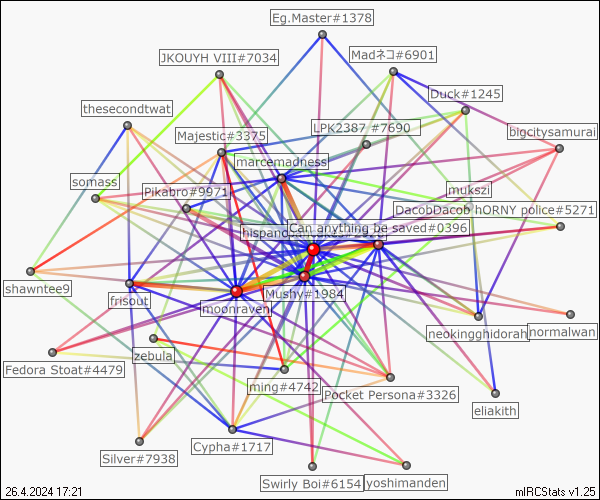 Eg.Master#1378
JKOUYH VIII#7034
Madネコ#6901
Duck#1245
thesecondtwat
LPK2387 #7690
Majestic#3375
bigcitysamurai
marcemadness
somass
Pikabro#9971
mukszi
DacobDacob hORNY police#5271
Can anything be saved#0396
shawntee9
Mushy#1984
frisout
moonraven
neokingghidorah
normalwan
Fedora Stoat#4479
zebula
ming#4742
Pocket Persona#3326
eliakith
Cypha#1717
Silver#7938
Swirly Boi#6154
yoshimanden
26.4.2024 17:21
mIRCStats v1.25